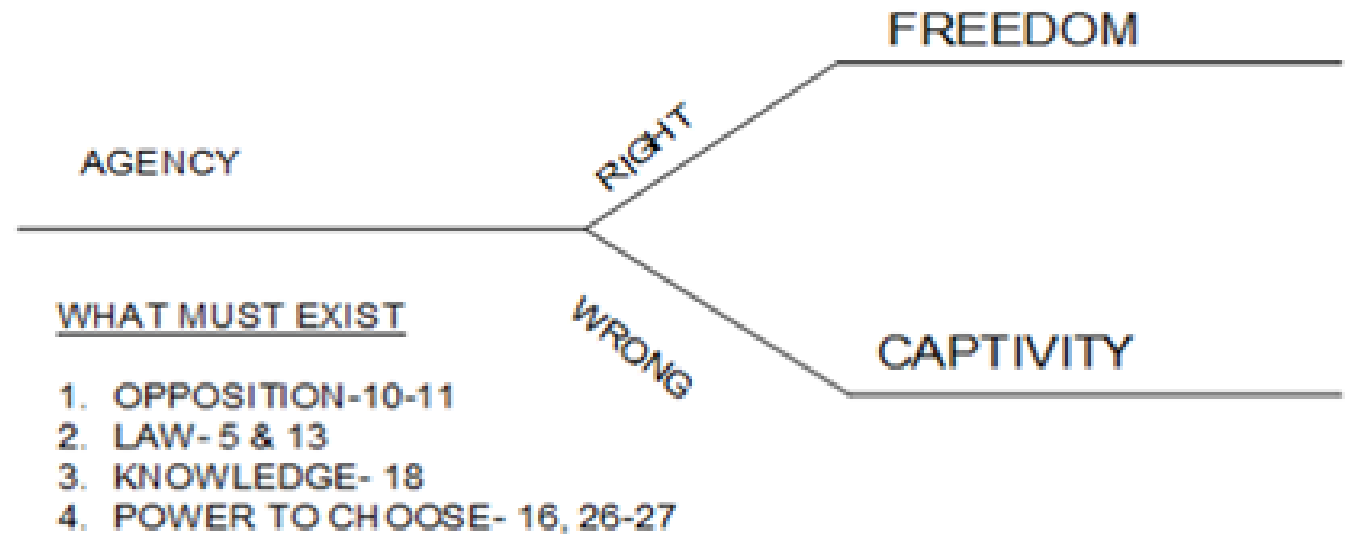 FREEDOM
RIGHT
AGENCY
WHAT MUST EXIST
WRONG
CAPTIVITY
1. OPPOSITION-10-11
2. LAW- 5 & 13
3. KNOWLEDGE- 18
4. POWER TO CHOOSE- 16, 26-27